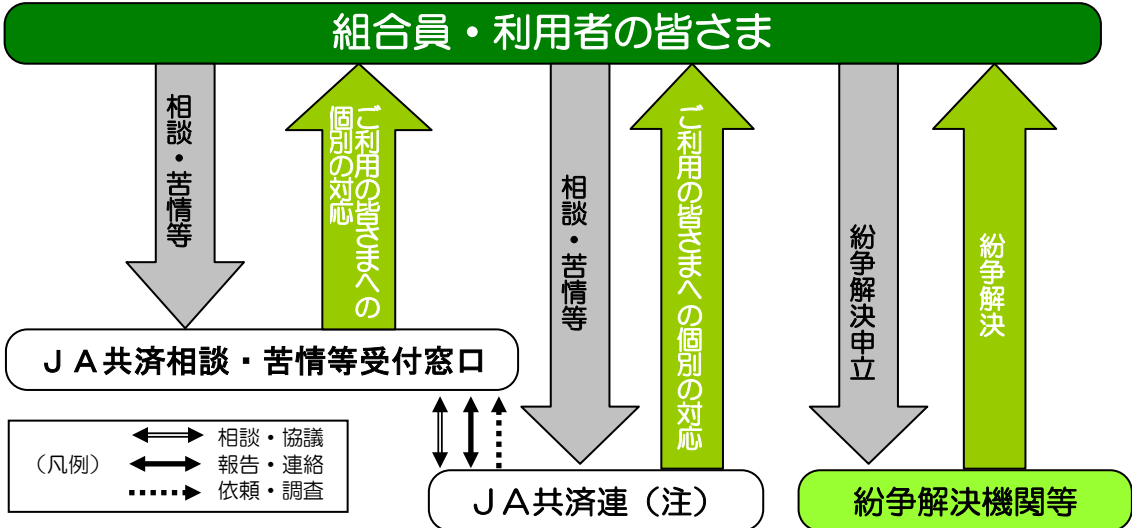 組合員・利用者の皆さま
相談・苦情等
ご利用の皆さまへの
個別の対応
相談・苦情等
ご利用の皆さまへの個別の対応
紛争解決申立
紛争解決
ＪＡ共済相談・苦情等受付窓口
（凡例）
相談・協議
報告・連絡
依頼・調査
ＪＡ共済連（注）
紛争解決機関等